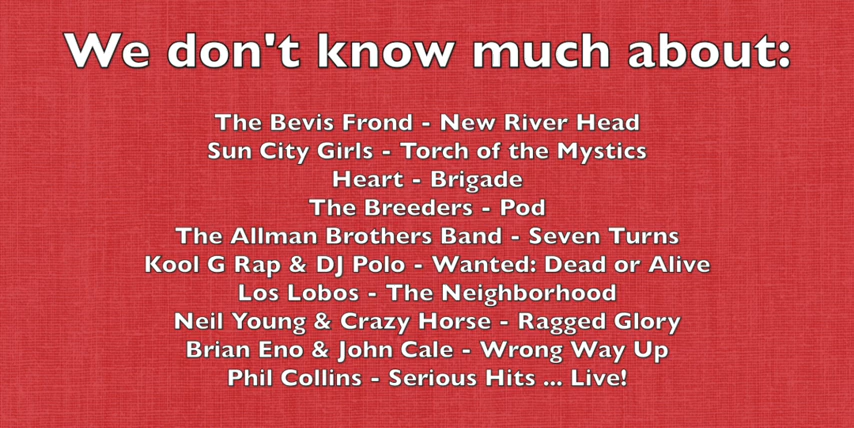 We don't know much about:
The Bevis Frond - New River Head
Sun City Girls - Torch of the Mystics
Heart - Brigade
The Breeders - Pod
The Allman Brothers Band - Seven Turns
Kool G Rap & DJ Polo - Wanted: Dead or Alive
Los Lobos - The Neighborhood
Neil Young & Crazy Horse - Ragged Glory
Brian Eno & John Cale - Wrong Way Up
Phil Collins - Serious Hits ... Live!